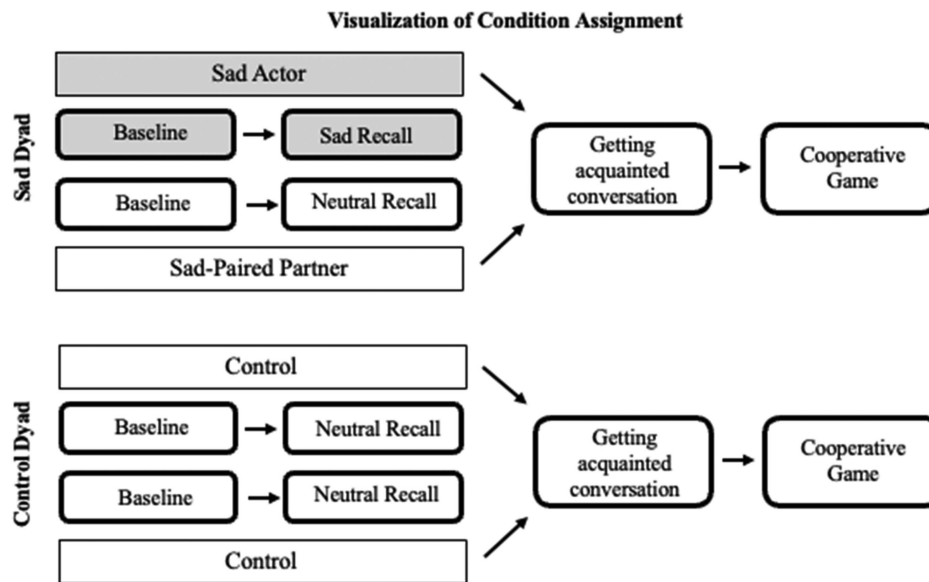 Visualization of Condition Assignment
Sad Dyad
Sad Actor
Baseline
Sad Recall
Baseline
Neutral Recall
Sad-Paired Partner
Getting
acquainted
conversation
Cooperative
Game
Control Dyad
Control
Baseline
Neutral Recall
Baseline
Neutral Recall
Control
Getting
acquainted
conversation
Cooperative
Game